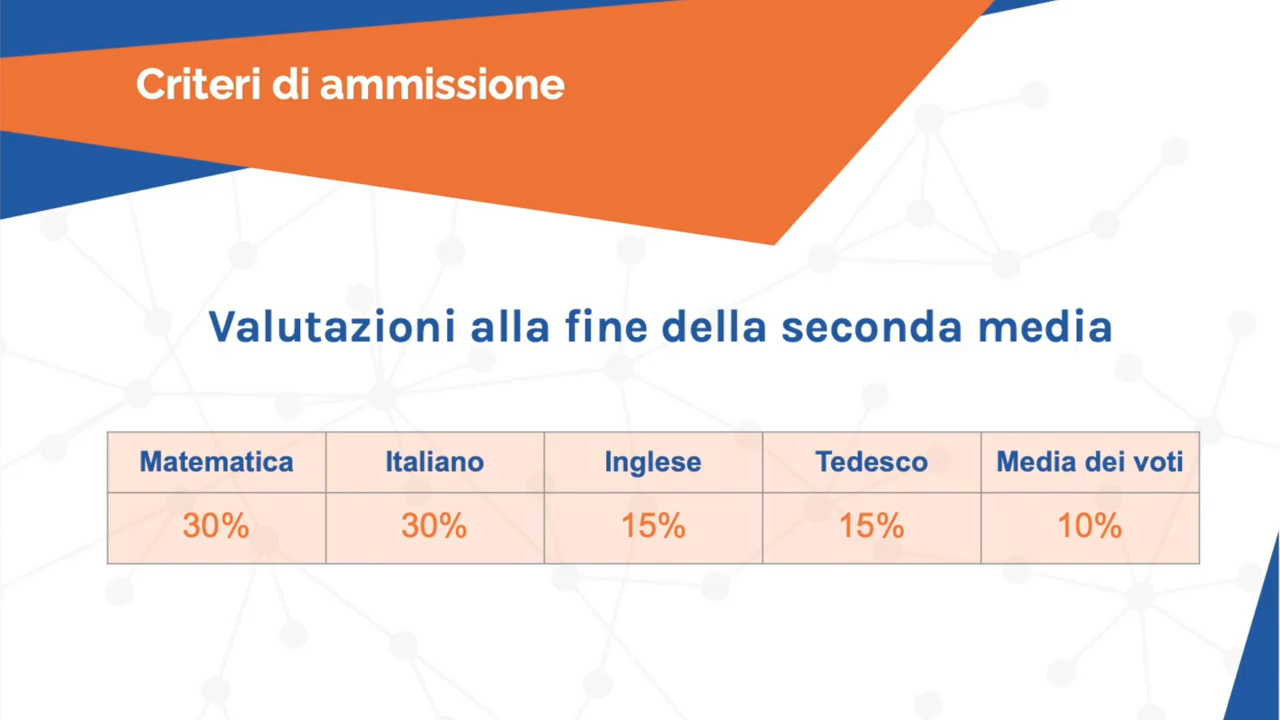 Criteri di ammissione
Valutazioni alla fine della seconda media
Matematica Italiano Inglese Tedesco Media dei voti
30% 30% 15% 15% 10%